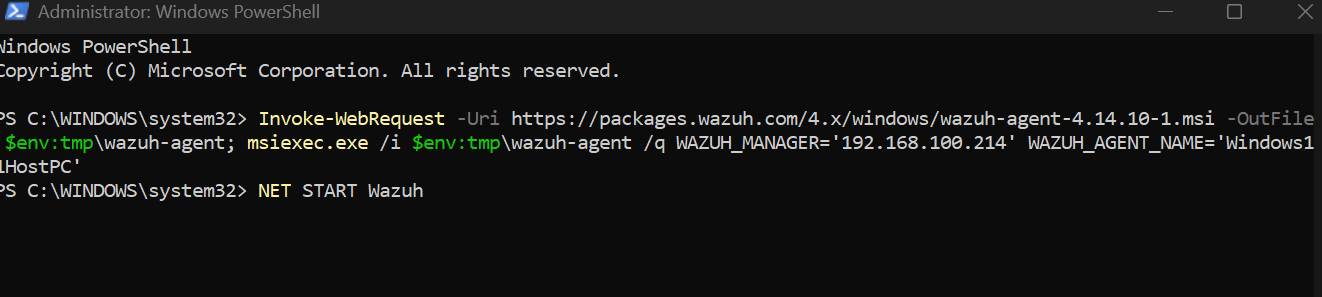 Administrator: Windows PowerShell
Windows PowerShell
Copyright (C) Microsoft Corporation. All rights reserved.
PS C:\WINDOWS\system32> Invoke-WebRequest -Uri https://packages.wazuh.com/4.x/windows/wazuh-agent-4.14.10-1.msi -OutFile
$env:tmp\wazuh-agent; msiexec.exe /i $env:tmp\wazuh-agent /q WAZUH_MANAGER='192.168.100.214' WAZUH_AGENT_NAME='Windows1
1HostPC'
PS C:\WINDOWS\system32> NET START Wazuh